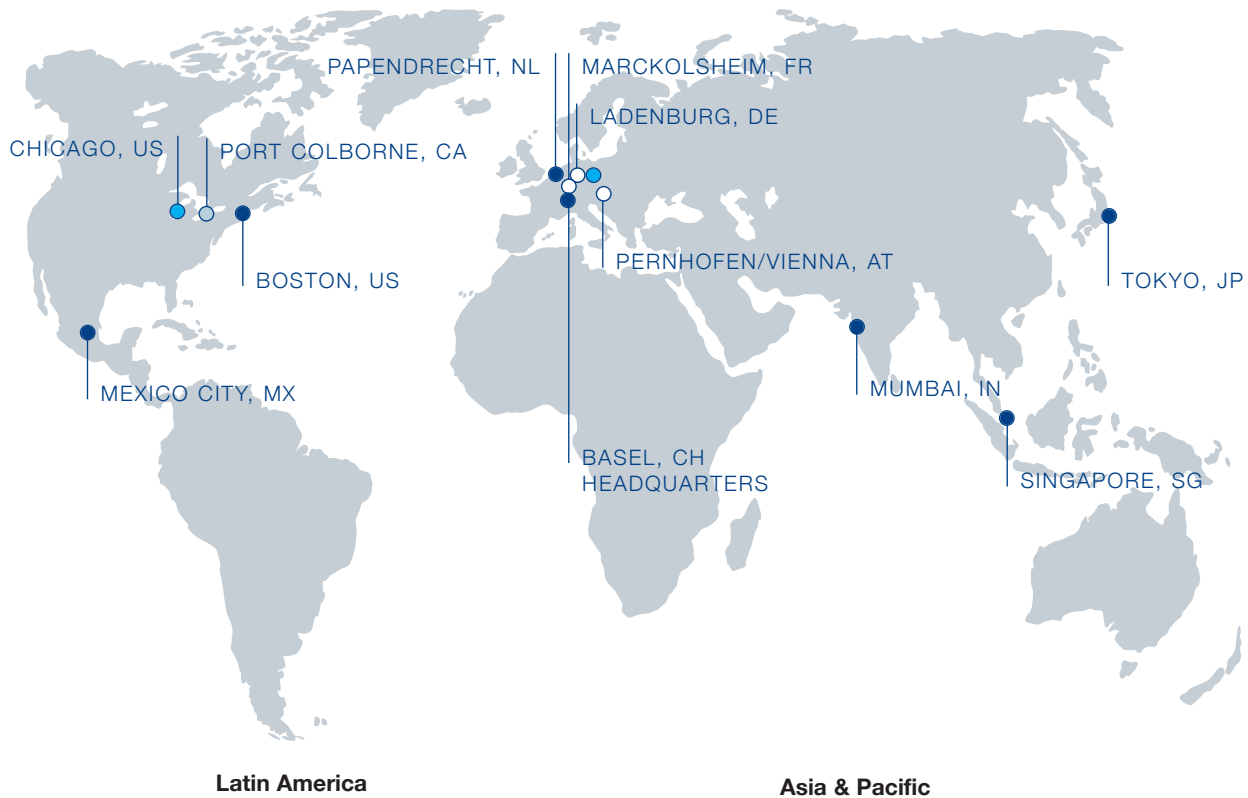 PAPENDRECHT, NL
MARCKOLSHEIM, FR
LADENBURG, DE
CHICAGO, US
PORT COLBORNE, CA
PERNHOFEN/VIENNA, AT
BOSTON, US
TOKYO, JP
MEXICO CITY, MX
MUMBAI, IN
BASEL, CH
HEADQUARTERS
SINGAPORE, SG
Latin America
Asia & Pacific